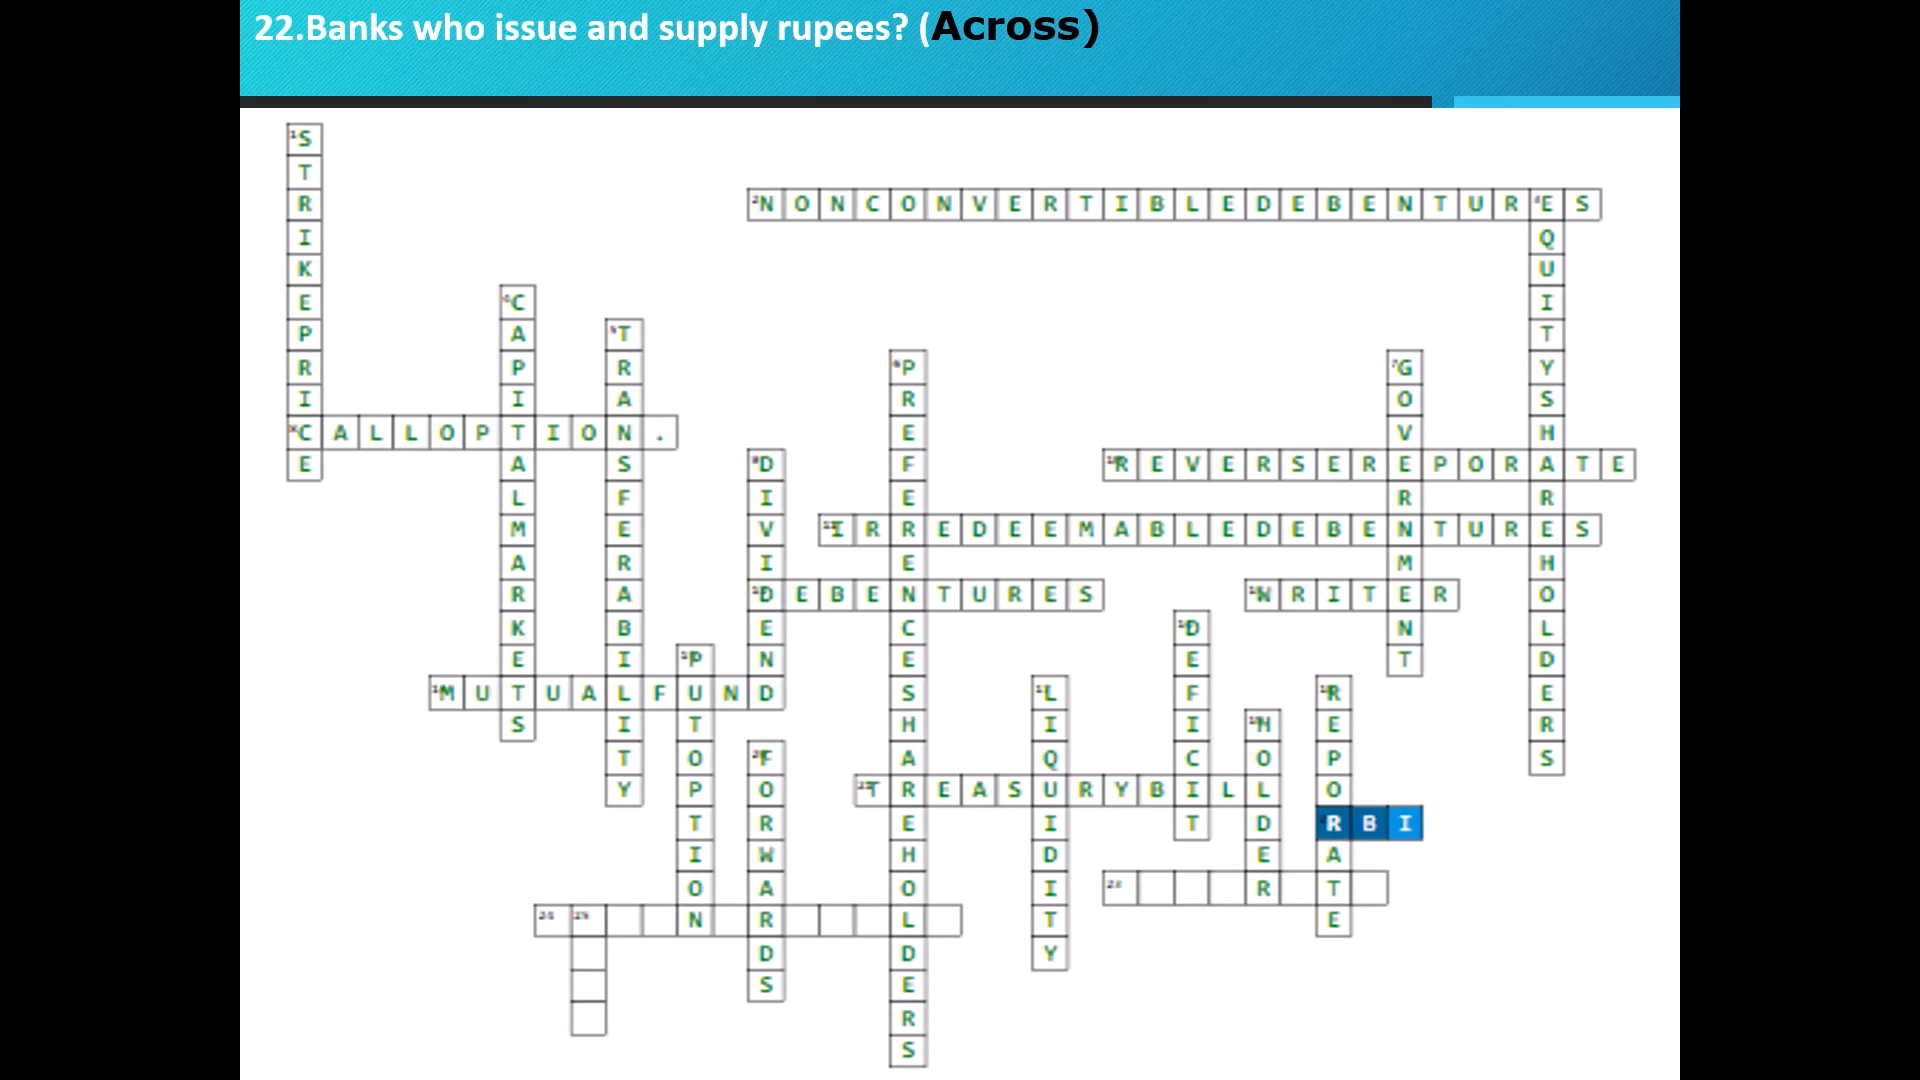 22.Banks who issue and supply rupees? (Across)
STRIKEPRICE
NONCONVERTIBLEDEBENTURES
EQUITYSHAREHOLDERS
CAPITALMARKETS
TRANSFERABILITY
PREFERENCESHAREHOLDERS
GOVERNMENT
CALLOPTION.
DIVIDEND
REVERSEREPORATE
IRREDEEMABLEDEBENTURES
DEBENTURES
WRITER
DEFICIT
PUTOPTION
MUTUALFUND
LIQUIDITY
REPORATE
HOLDER
FORWARDS
TREASURYBILL
RBI